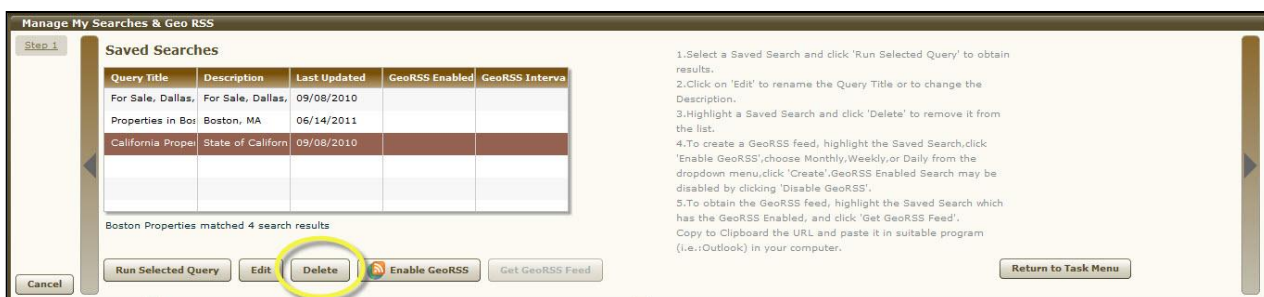 Manage My Searches & Geo RSS
Step 1
Saved Searches
Query Title Description Last Updated GeoRSS Enabled GeoRSS Interva
For Sale, Dallas, For Sale, Dallas, 09/08/2010
Properties in Bos Boston, MA 06/14/2011
California Proper State of Californ 09/08/2010
Boston Properties matched 4 search results
Run Selected Query Edit Delete Enable GeoRSS Get GeoRSS Feed
Cancel
1.Select a Saved Search and click 'Run Selected Query' to obtain
results.
2.Click on 'Edit' to rename the Query Title or to change the
Description.
3.Highlight a Saved Search and click 'Delete' to remove it from
the list.
4.To create a GeoRSS feed, highlight the Saved Search,click
'Enable GeoRSS',choose Monthly,Weekly,or Daily from the
dropdown menu,click 'Create'.GeoRSS Enabled Search may be
disabled by clicking 'Disable GeoRSS'.
5.To obtain the GeoRSS feed, highlight the Saved Search which
has the GeoRSS Enabled, and click 'Get GeoRSS Feed'.
Copy to Clipboard the URL and paste it in suitable program
(i.e.:Outlook) in your computer.
Return to Task Menu